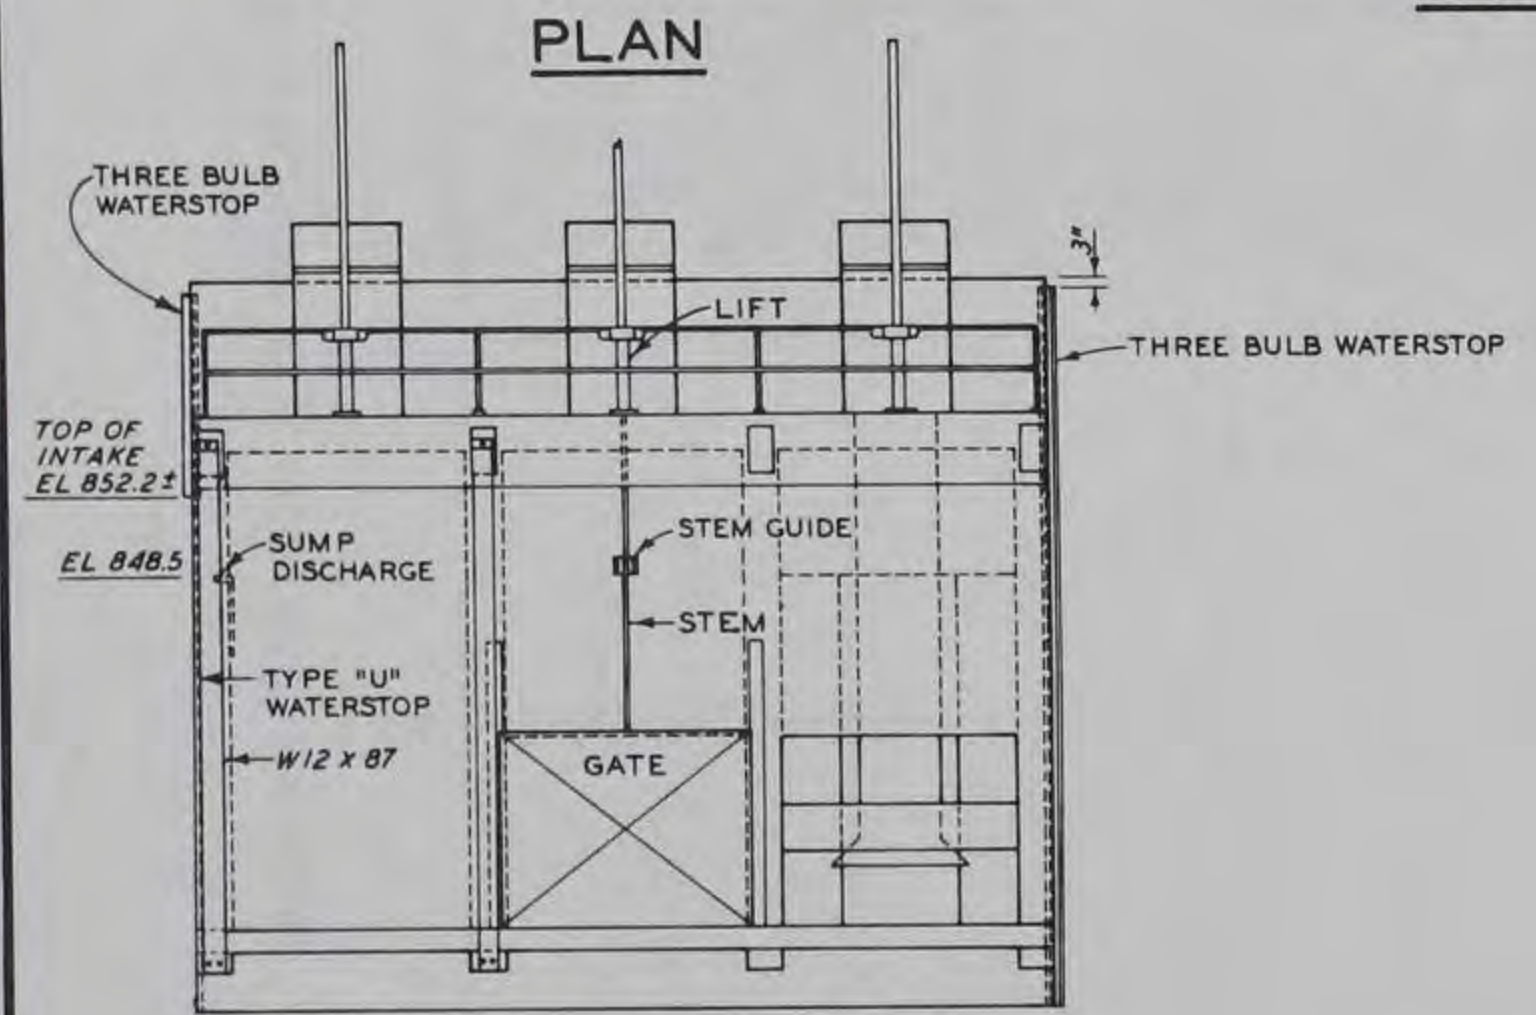 PLAN
THREE BULB
WATERSTOP
3"
LIFT
THREE BULB WATERSTOP
TOP OF
INTAKE
EL 852.2±
STEM GUIDE
SUMP
DISCHARGE
EL 848.5
STEM
TYPE "U"
WATERSTOP
W12 X 87
GATE